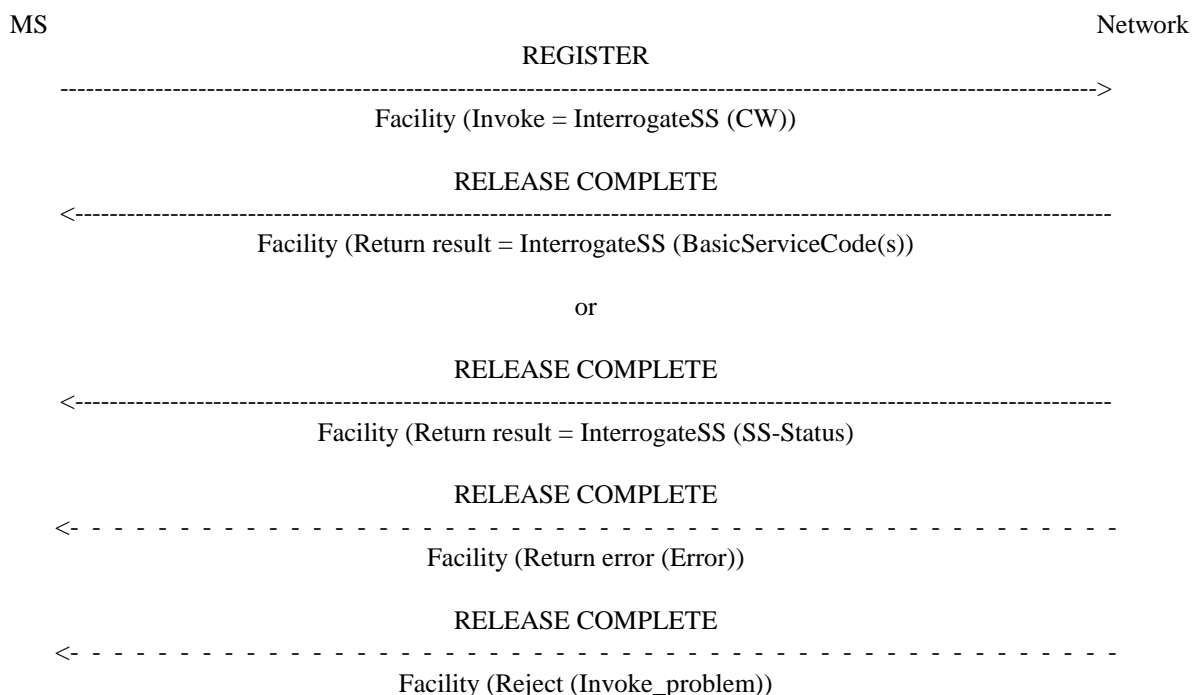 MS Network
REGISTER
Facility (Invoke = InterrogateSS (CW))
RELEASE COMPLETE
Facility (Return result = InterrogateSS (BasicServiceCode(s))
or
RELEASE COMPLETE
Facility (Return result = InterrogateSS (SS-Status)
RELEASE COMPLETE
Facility (Return error (Error))
RELEASE COMPLETE
Facility (Reject (Invoke_problem))